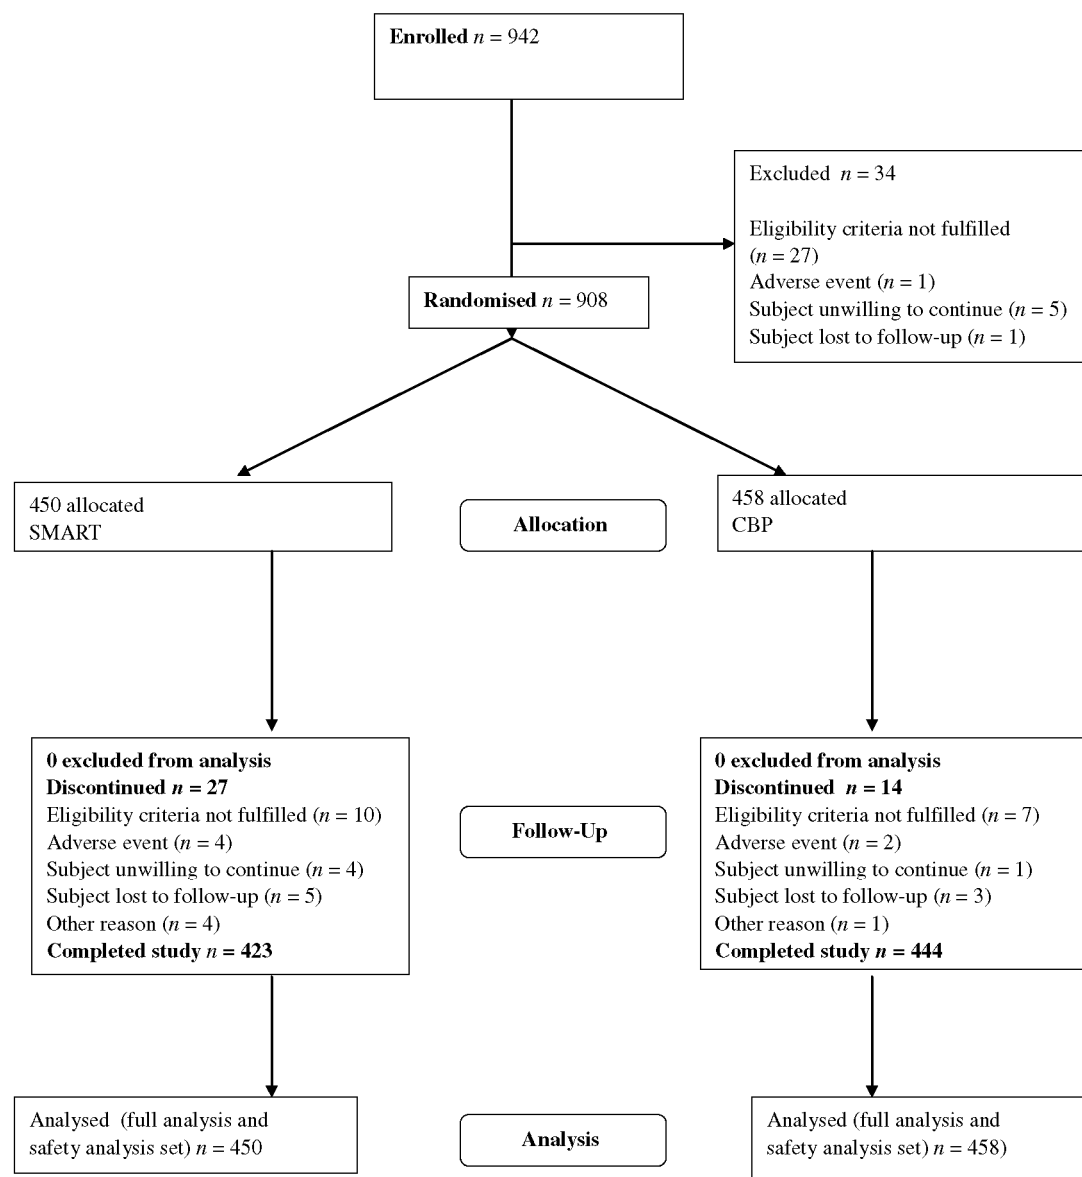 Enrolled n = 942
Excluded n = 34
Eligibility criteria not fulfilled
(n = 27)
Adverse event (n = 1)
Subject unwilling to continue (n = 5)
Subject lost to follow-up (n = 1)
Randomised n = 908
450 allocated
SMART
Allocation
458 allocated
CBP
0 excluded from analysis
Discontinued n = 27
Eligibility criteria not fulfilled (n = 10)
Adverse event (n = 4)
Subject unwilling to continue (n = 4)
Subject lost to follow-up (n = 5)
Other reason (n = 4)
Completed study n = 423
Follow-Up
0 excluded from analysis
Discontinued n = 14
Eligibility criteria not fulfilled (n = 7)
Adverse event (n = 2)
Subject unwilling to continue (n = 1)
Subject lost to follow-up (n = 3)
Other reason (n = 1)
Completed study n = 444
Analysed (full analysis and
safety analysis set) n = 450
Analysis
Analysed (full analysis and
safety analysis set) n = 458)